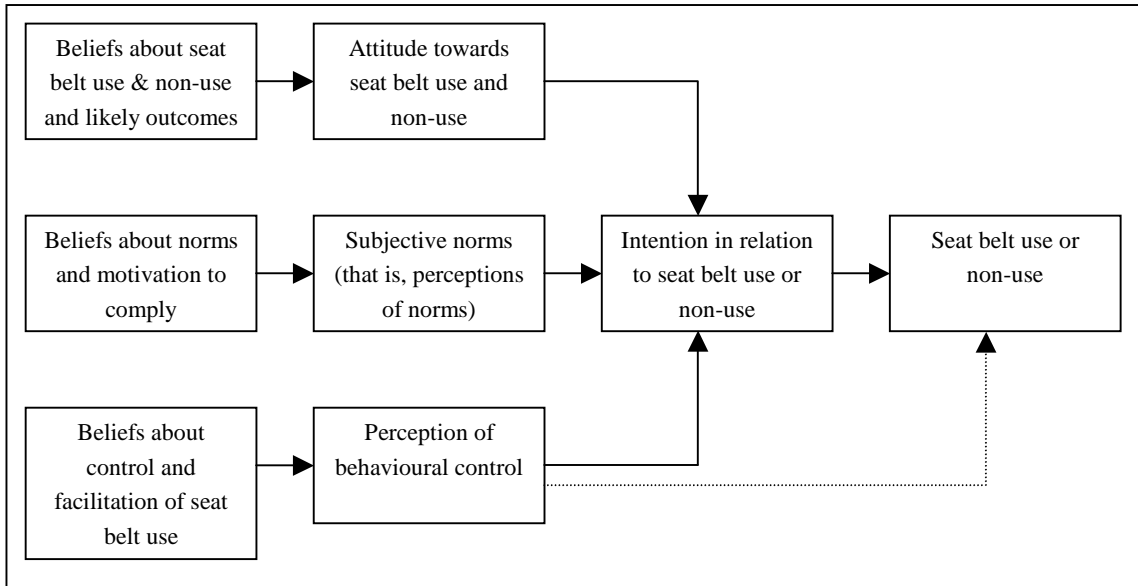 Beliefs about seat
belt use & non-use
and likely outcomes
Attitude towards
seat belt use and
non-use
Beliefs about norms
and motivation to
comply
Subjective norms
(that is, perceptions
of norms)
Intention in relation
to seat belt use or
non-use
Seat belt use or
non-use
Beliefs about
control and
facilitation of seat
belt use
Perception of
behavioural control